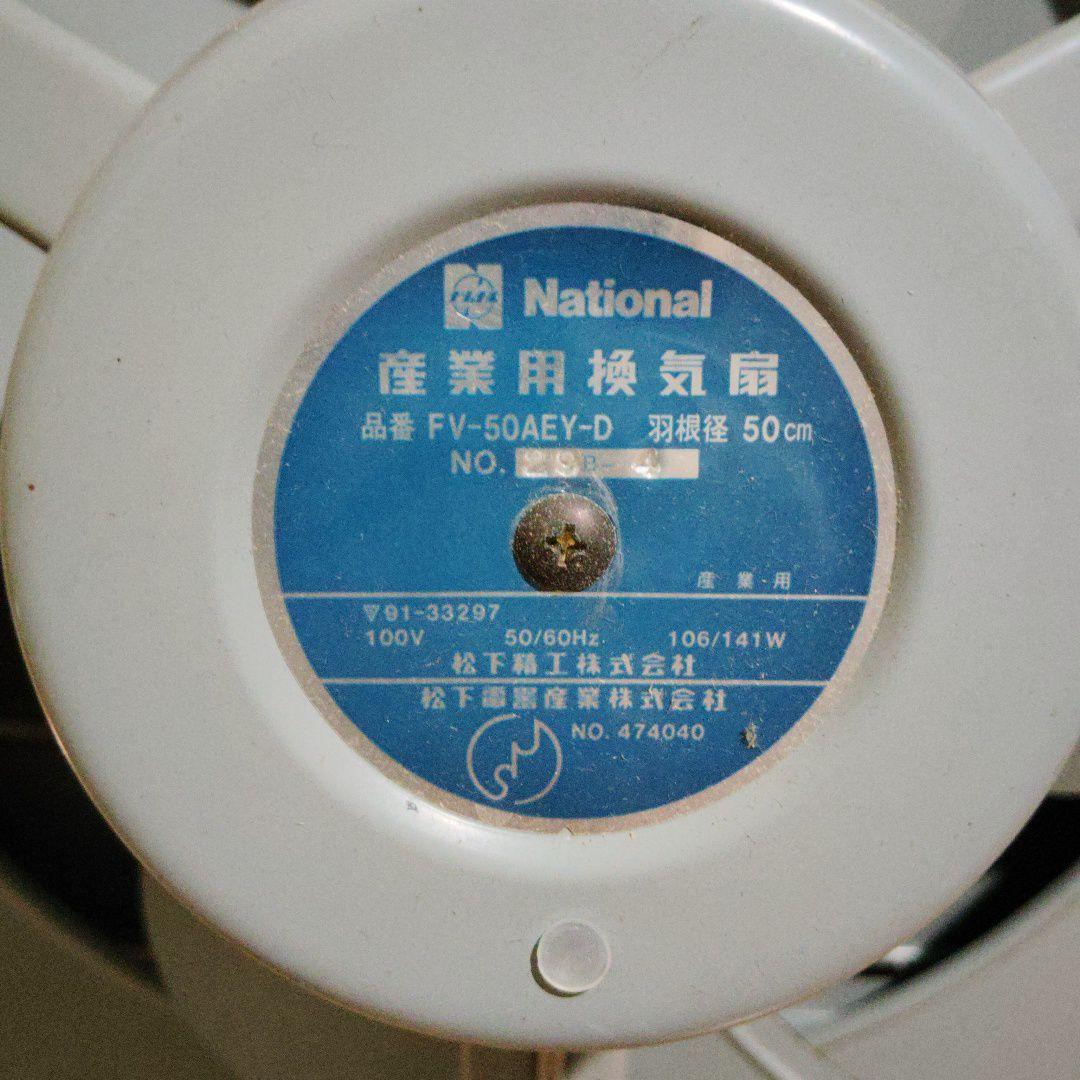 National
産業用換気扇
品番 FV-50AEY-D 羽根径 50cm
NO.
産業用
▽91-33297
100V 50/60Hz 106/141W
松下精工株式会社
松下電器産業株式会社
NO. 474040